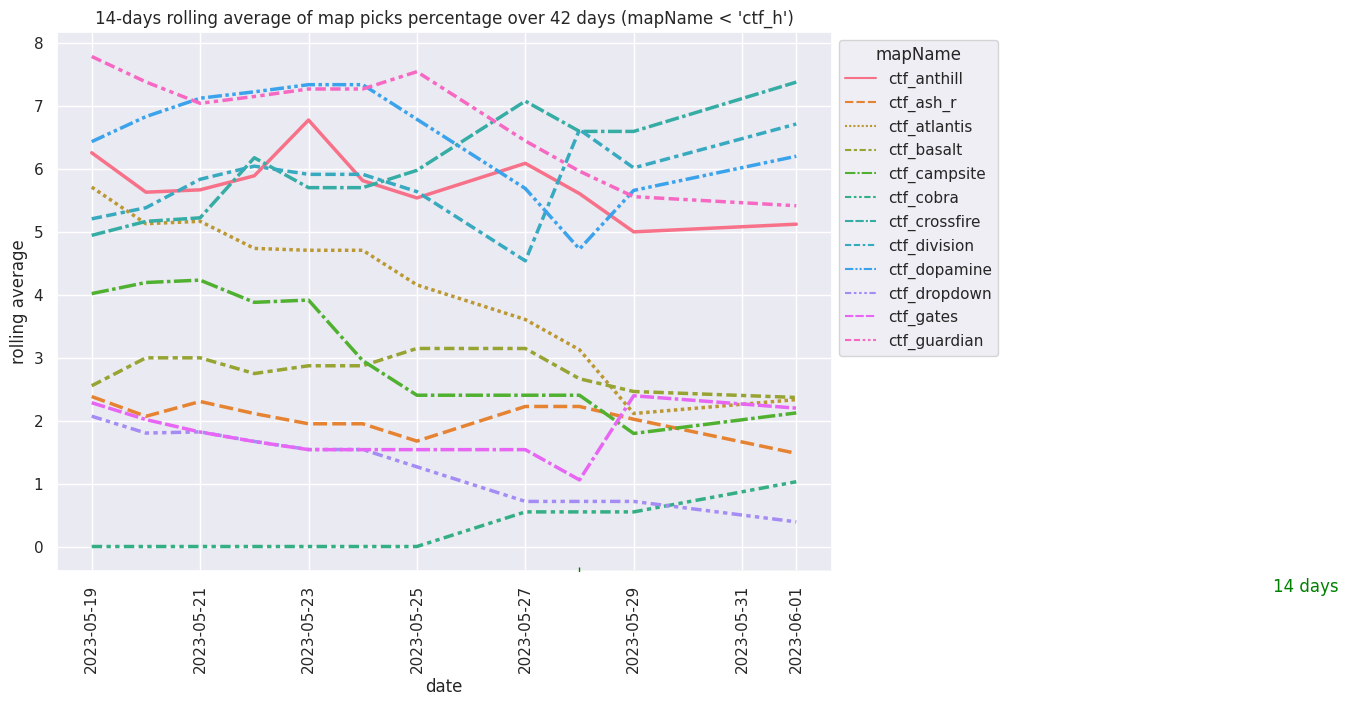 14-days rolling average of map picks percentage over 42 days (mapName < 'ctf_h')
8
7
6
5
4
3
2
1
0
rolling average
2023-05-19
2023-05-21
2023-05-23
2023-05-25
2023-05-27
2023-05-29
2023-05-31
2023-06-01
date
mapName
ctf_anthill
ctf_ash_r
ctf_atlantis
ctf_basalt
ctf_campsite
ctf_cobra
ctf_crossfire
ctf_division
ctf_dopamine
ctf_dropdown
ctf_gates
ctf_guardian
14 days